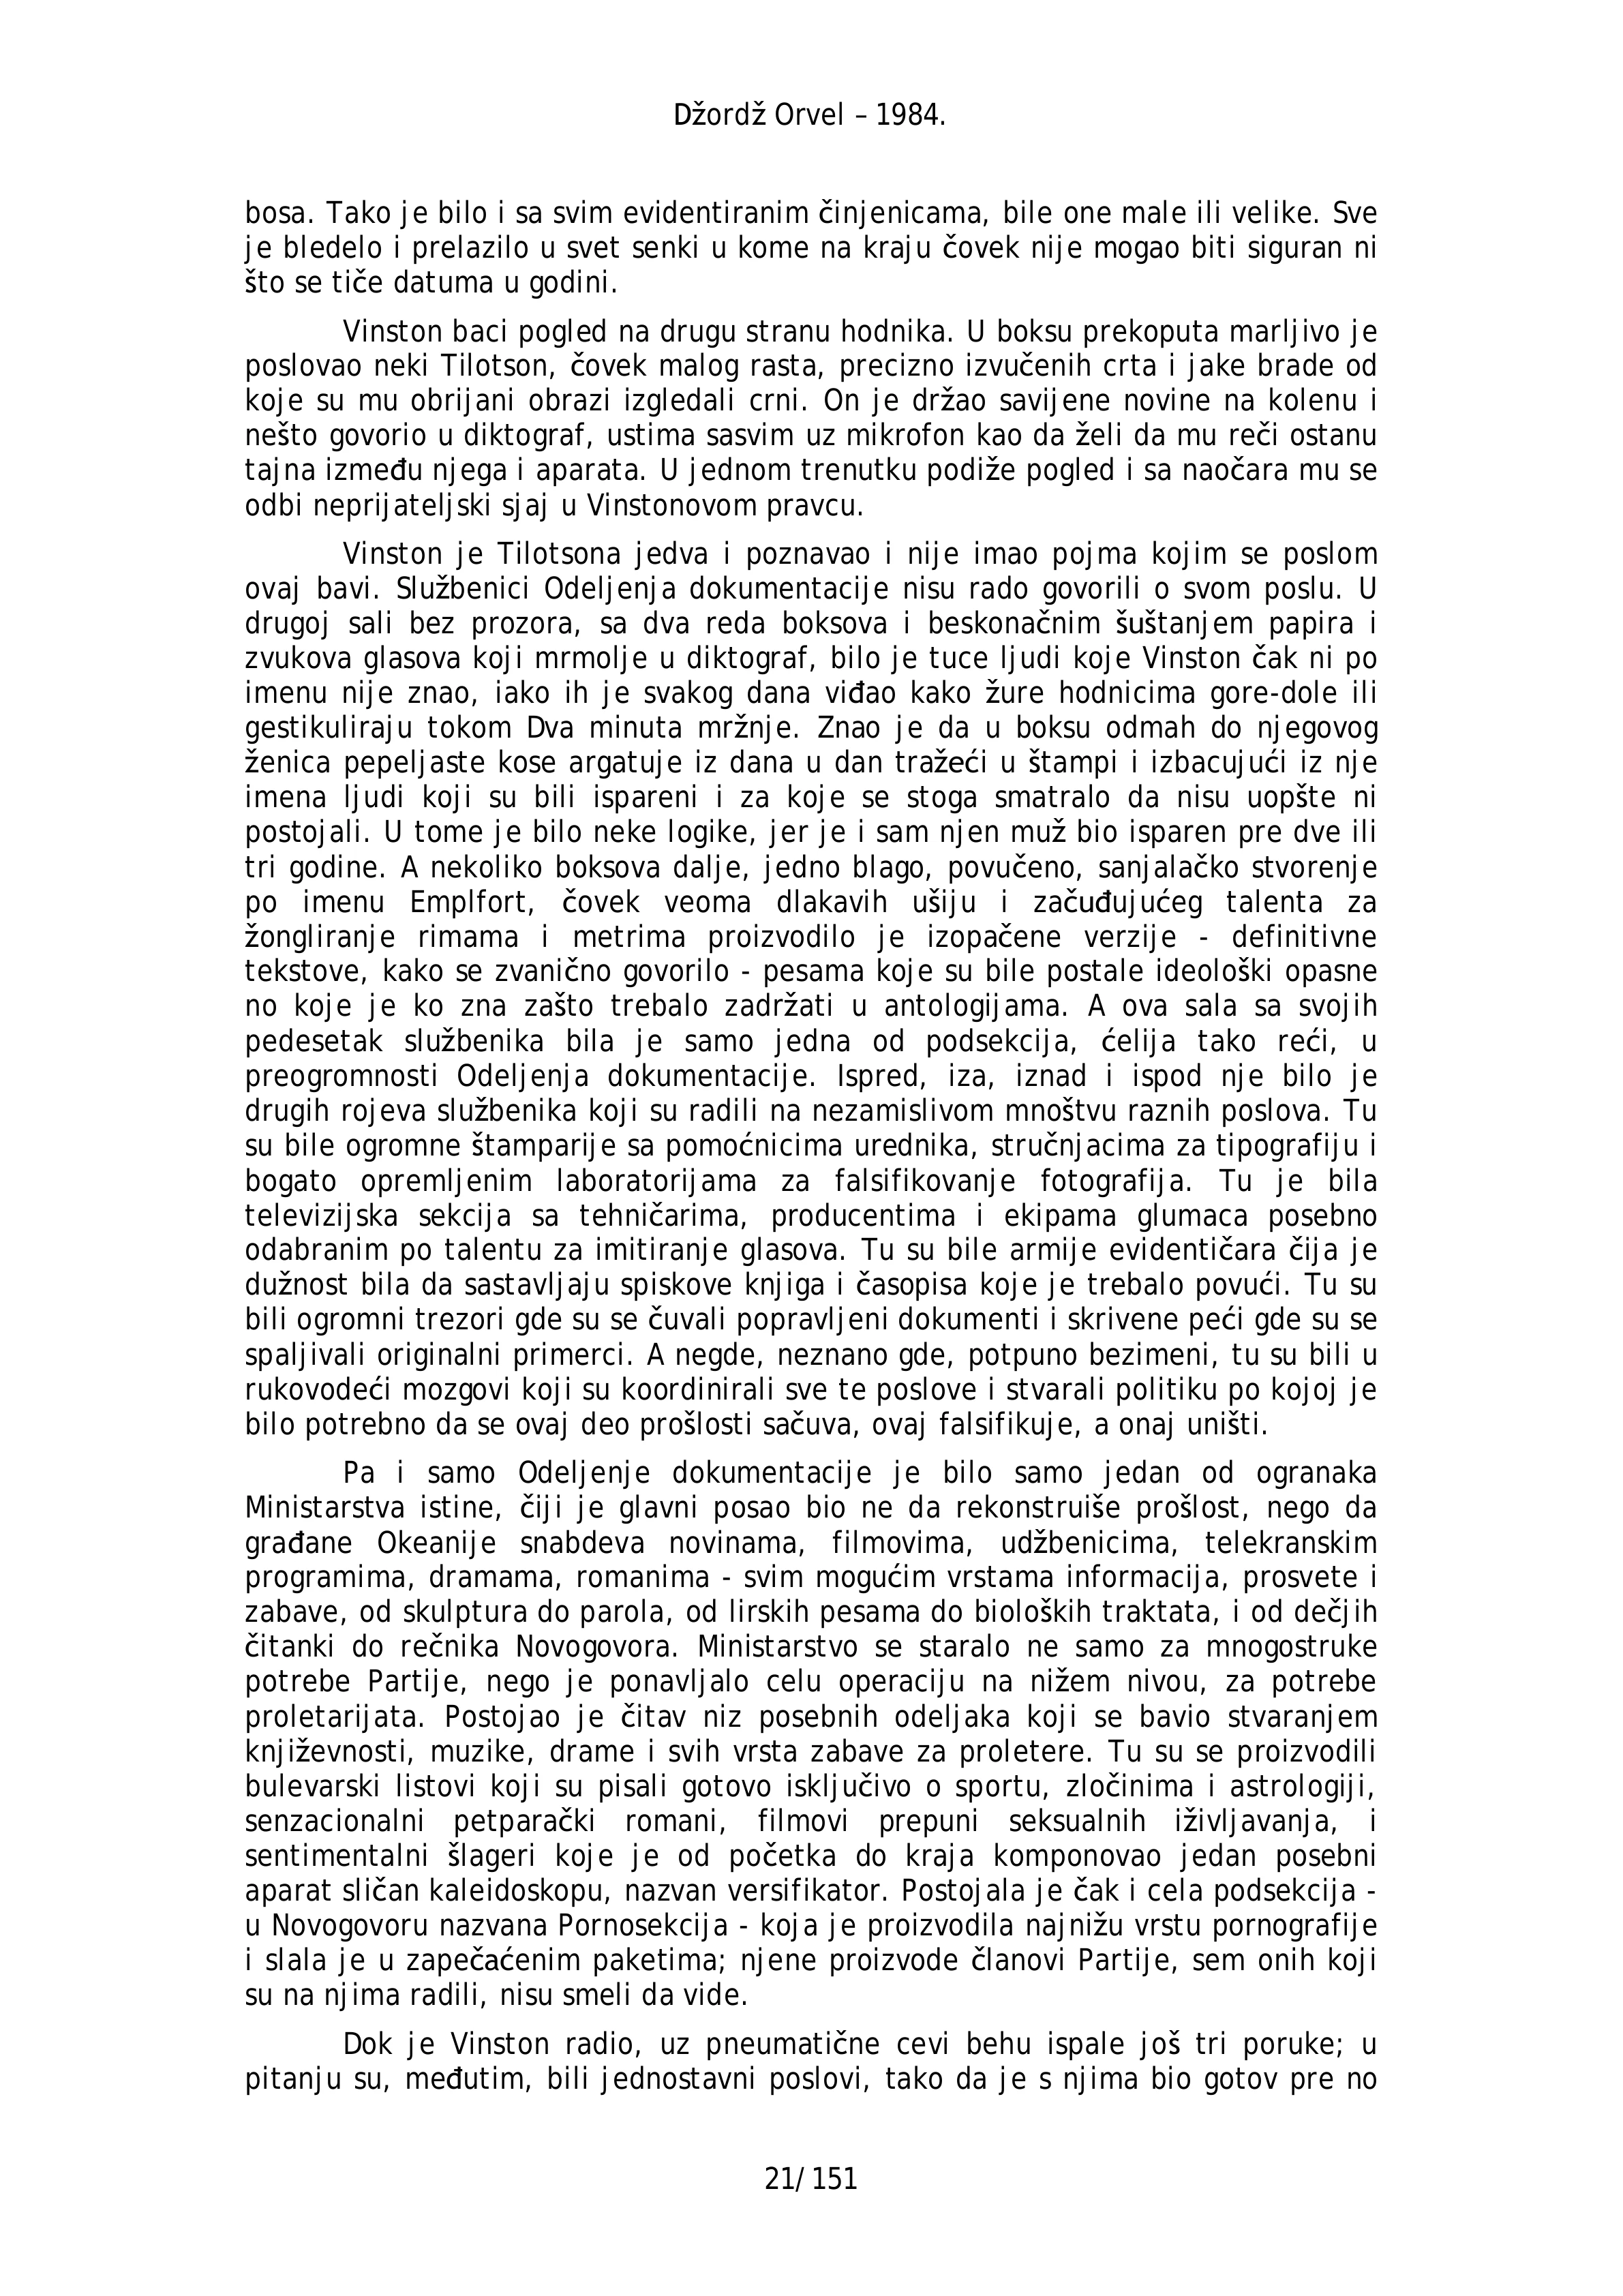 Džordž Orvel – 1984.
bosa. Tako je bilo i sa svim evidentiranim činjenicama, bile one male ili velike. Sve
je bledelo i prelazilo u svet senki u kome na kraju čovek nije mogao biti siguran ni
što se tiče datuma u godini.
Vinston baci pogled na drugu stranu hodnika. U boksu prekoputa marljivo je
poslovao neki Tilotson, čovek malog rasta, precizno izvučenih crta i jake brade od
koje su mu obrijani obrazi izgledali crni. On je držao savijene novine na kolenu i
nešto govorio u diktograf, ustima sasvim uz mikrofon kao da želi da mu reči ostanu
tajna između njega i aparata. U jednom trenutku podiže pogled i sa naočara mu se
odbi neprijateljski sjaj u Vinstonovom pravcu.
Vinston je Tilotsona jedva i poznavao i nije imao pojma kojim se poslom
ovaj bavi. Službenici Odeljenja dokumentacije nisu rado govorili o svom poslu. U
drugoj sali bez prozora, sa dva reda boksova i beskonačnim šuštanjem papira i
zvukova glasova koji mrmolje u diktograf, bilo je tuce ljudi koje Vinston čak ni po
imenu nije znao, iako ih je svakog dana viđao kako žure hodnicima gore-dole ili
gestikuliraju tokom Dva minuta mržnje. Znao je da u boksu odmah do njegovog
ženica pepeljaste kose argatuje iz dana u dan tražeći u štampi i izbacujući iz nje
imena ljudi koji su bili ispareni i za koje se stoga smatralo da nisu uopšte ni
postojali. U tome je bilo neke logike, jer je i sam njen muž bio isparen pre dve ili
tri godine. A nekoliko boksova dalje, jedno blago, povučeno, sanjalačko stvorenje
po imenu Emplfort, čovek veoma dlakavih ušiju i začuđujućeg talenta za
žongliranje rimama i metrima proizvodilo je izopačene verzije - definitivne
tekstove, kako se zvanično govorilo - pesama koje su bile postale ideološki opasne
no koje je ko zna zašto trebalo zadržati u antologijama. A ova sala sa svojih
pedesetak službenika bila je samo jedna od podsekcija, ćelija tako reći, u
preogromnosti Odeljenja dokumentacije. Ispred, iza, iznad i ispod nje bilo je
drugih rojeva službenika koji su radili na nezamislivom mnoštvu raznih poslova. Tu
su bile ogromne štamparije sa pomoćnicima urednika, stručnjacima za tipografiju i
bogato opremljenim laboratorijama za falsifikovanje fotografija. Tu je bila
televizijska sekcija sa tehničarima, producentima i ekipama glumaca posebno
odabranim po talentu za imitiranje glasova. Tu su bile armije evidentičara čija je
dužnost bila da sastavljaju spiskove knjiga i časopisa koje je trebalo povući. Tu su
bili ogromni trezori gde su se čuvali popravljeni dokumenti i skrivene peći gde su se
spaljivali originalni primerci. A negde, neznano gde, potpuno bezimeni, tu su bili u
rukovodeći mozgovi koji su koordinirali sve te poslove i stvarali politiku po kojoj je
bilo potrebno da se ovaj deo prošlosti sačuva, ovaj falsifikuje, a onaj uništi.
Pa i samo Odeljenje dokumentacije je bilo samo jedan od ogranaka
Ministarstva istine, čiji je glavni posao bio ne da rekonstruiše prošlost, nego da
građane Okeanije snabdeva novinama, filmovima, udžbenicima, telekranskim
programima, dramama, romanima - svim mogućim vrstama informacija, prosvete i
zabave, od skulptura do parola, od lirskih pesama do bioloških traktata, i od dečjih
čitanki do rečnika Novogovora. Ministarstvo se staralo ne samo za mnogostruke
potrebe Partije, nego je ponavljalo celu operaciju na nižem nivou, za potrebe
proletarijata. Postojao je čitav niz posebnih odeljaka koji se bavio stvaranjem
književnosti, muzike, drame i svih vrsta zabave za proletere. Tu su se proizvodili
bulevarski listovi koji su pisali gotovo isključivo o sportu, zločinima i astrologiji,
senzacionalni petparački romani, filmovi prepuni seksualnih iživljavanja, i
sentimentalni šlageri koje je od početka do kraja komponovao jedan posebni
aparat sličan kaleidoskopu, nazvan versifikator. Postojala je čak i cela podsekcija -
u Novogovoru nazvana Pornosekcija - koja je proizvodila najnižu vrstu pornografije
i slala je u zapečaćenim paketima; njene proizvode članovi Partije, sem onih koji
su na njima radili, nisu smeli da vide.
Dok je Vinston radio, uz pneumatične cevi behu ispale još tri poruke; u
pitanju su, međutim, bili jednostavni poslovi, tako da je s njima bio gotov pre no
21/ 151